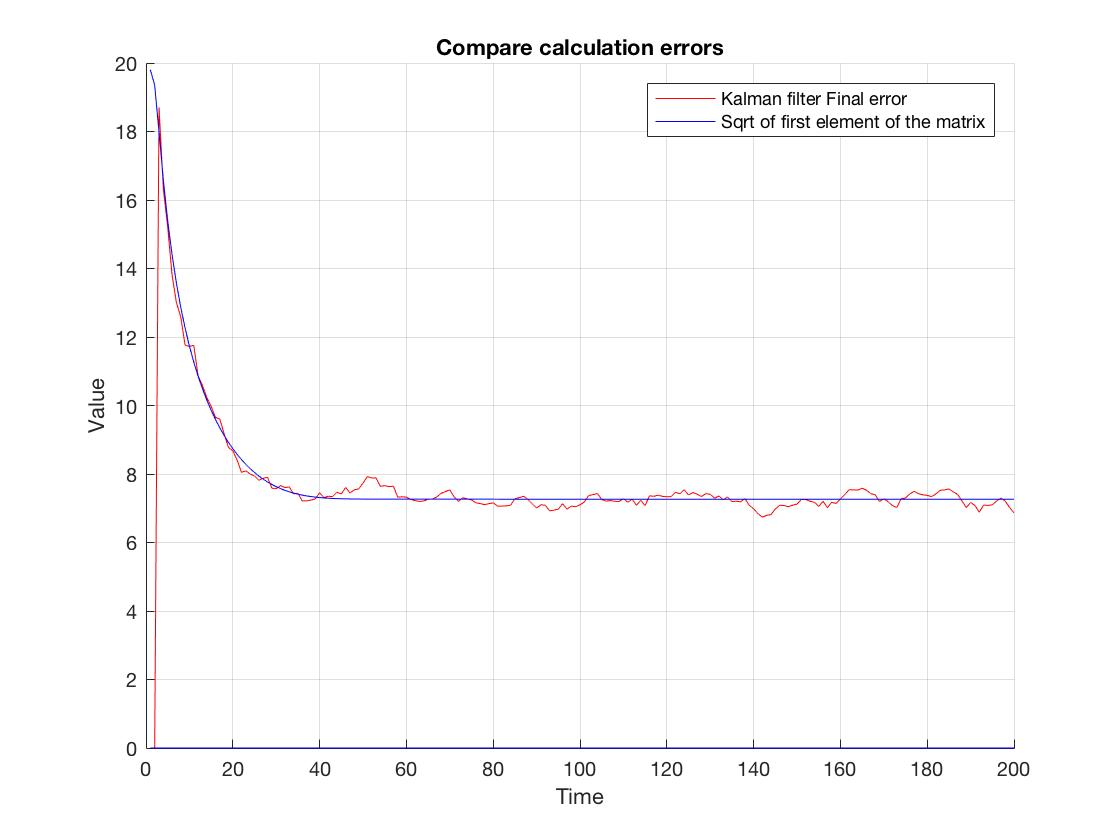 Compare calculation errors
Kalman filter Final error
Sqrt of first element of the matrix
20
18
16
14
12
10
8
6
4
2
0
Value
0 20 40 60 80 100 120 140 160 180 200
Time